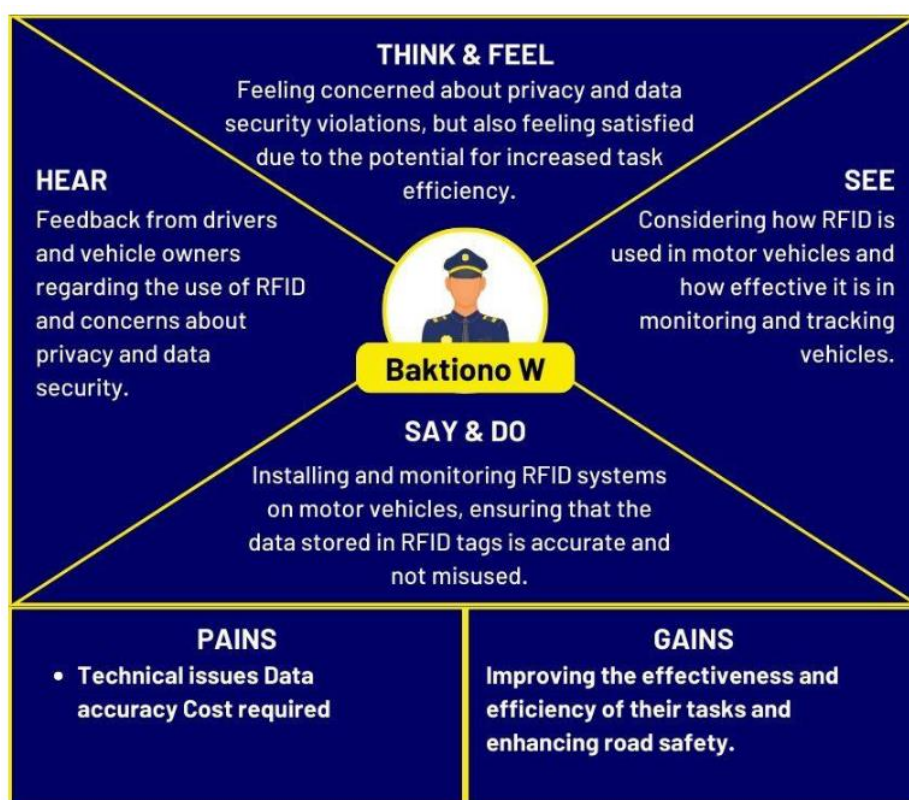 THINK & FEEL
Feeling concerned about privacy and data
security violations, but also feeling satisfied
due to the potential for increased task
efficiency.
HEAR
Feedback from drivers
and vehicle owners
regarding the use of RFID
and concerns about
privacy and data
security.
SEE
Considering how RFID is
used in motor vehicles and
how effective it is in
monitoring and tracking
vehicles.
Baktiono W
SAY & DO
Installing and monitoring RFID systems
on motor vehicles, ensuring that the
data stored in RFID tags is accurate and
not misused.
PAINS
• Technical issues Data
accuracy Cost required
GAINS
Improving the effectiveness and
efficiency of their tasks and
enhancing road safety.